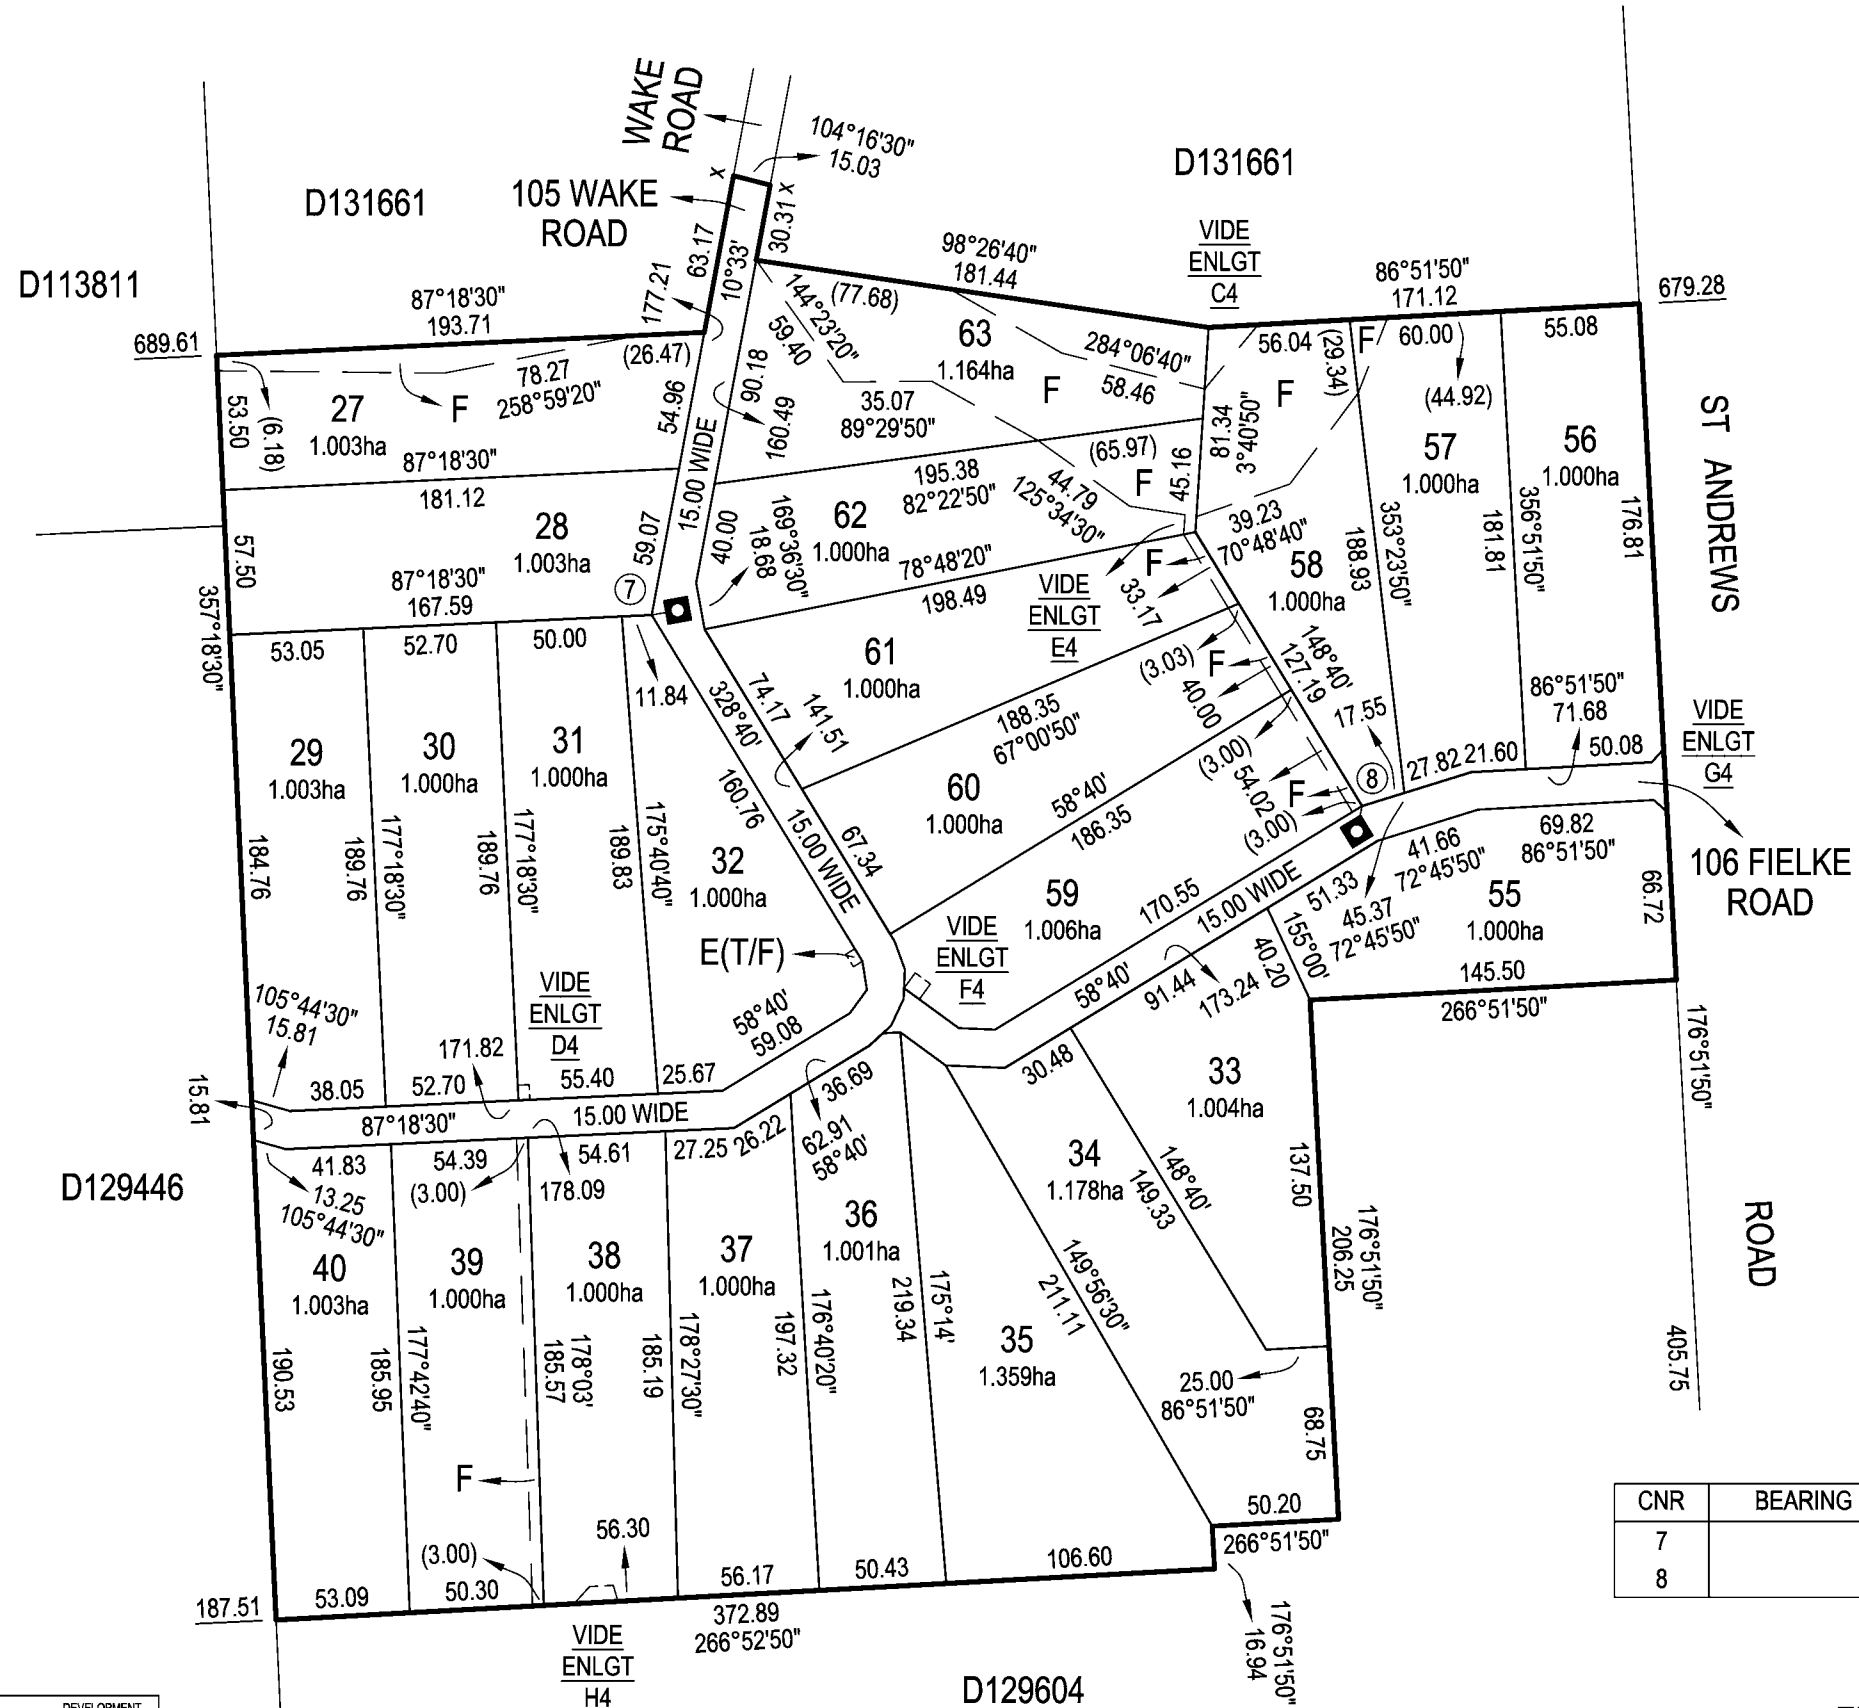 WAKE
ROAD
104°16'30"
15.03
D131661
D131661
105 WAKE
ROAD
x
x
30.31
63.17
10°33'
177.21
VIDE
ENLGT
C4
98°26'40"
181.44
86°51'50"
171.12
679.28
D113811
87°18'30"
193.71
689.61
(77.68)
144°23'20"
59.40
63
1.164ha
F
284°06'40"
58.46
56.04
(29.34)
F
60.00
55.08
(44.92)
F
(26.47)
78.27
258°59'20"
F
27
1.003ha
53.50
(6.18)
54.96
90.18
160.49
35.07
89°29'50"
81.34
3°40'50"
57
1.000ha
56
1.000ha
ST ANDREWS
87°18'30"
181.12
15.00 WIDE
(65.97)
195.38
82°22'50"
44.79
125°34'30"
F
45.16
39.23
70°48'40"
28
1.003ha
57.50
59.07
40.00
169°36'30"
18.68
62
1.000ha
78°48'20"
198.49
F
58
1.000ha
188.93
353°23'50"
181.81
356°51'50"
176.81
87°18'30"
167.59
7
357°18'30"
VIDE
ENLGT
E4
33.17
(3.03)
F
40.00
148°40'
127.19
17.55
53.05
52.70
50.00
11.84
61
1.000ha
328°40'
74.17
141.51
188.35
67°00'50"
86°51'50"
71.68
VIDE
ENLGT
G4
29
1.003ha
30
1.000ha
31
1.000ha
160.76
60
1.000ha
58°40'
186.35
(3.00)
54.02
F
(3.00)
8
27.82
21.60
50.08
184.76
189.76
177°18'30"
189.76
177°18'30"
189.83
175°40'40"
32
1.000ha
15.00 WIDE
67.34
59
1.006ha
170.55
15.00 WIDE
41.66
72°45'50"
69.82
86°51'50"
106 FIELKE
ROAD
66.72
55
1.000ha
51.33
45.37
72°45'50"
155°00'
40.20
145.50
266°51'50"
E(T/F)
VIDE
ENLGT
F4
58°40'
91.44
173.24
VIDE
ENLGT
D4
58°40'
59.08
105°44'30"
15.81
171.82
15.81
38.05
52.70
55.40
25.67
87°18'30"
15.00 WIDE
36.69
62.91
58°40'
30.48
33
1.004ha
176°51'50"
41.83
54.39
54.61
27.25
26.22
(3.00)
178.09
13.25
105°44'30"
D129446
34
1.178ha
148°40'
149.33
137.50
176°51'50"
206.25
ROAD
40
1.003ha
39
1.000ha
38
1.000ha
37
1.000ha
36
1.001ha
190.53
185.95
177°42'40"
185.57
178°03'
185.19
178°27'30"
197.32
176°40'20"
219.34
175°14'
35
1.359ha
149°56'30"
211.11
25.00
86°51'50"
68.75
405.75
F
50.20
266°51'50"
(3.00)
56.30
53.09
50.30
56.17
50.43
106.60
187.51
372.89
266°52'50"
176°51'50"
16.94
VIDE
ENLGT
H4
D129604
CNR BEARING
7
8